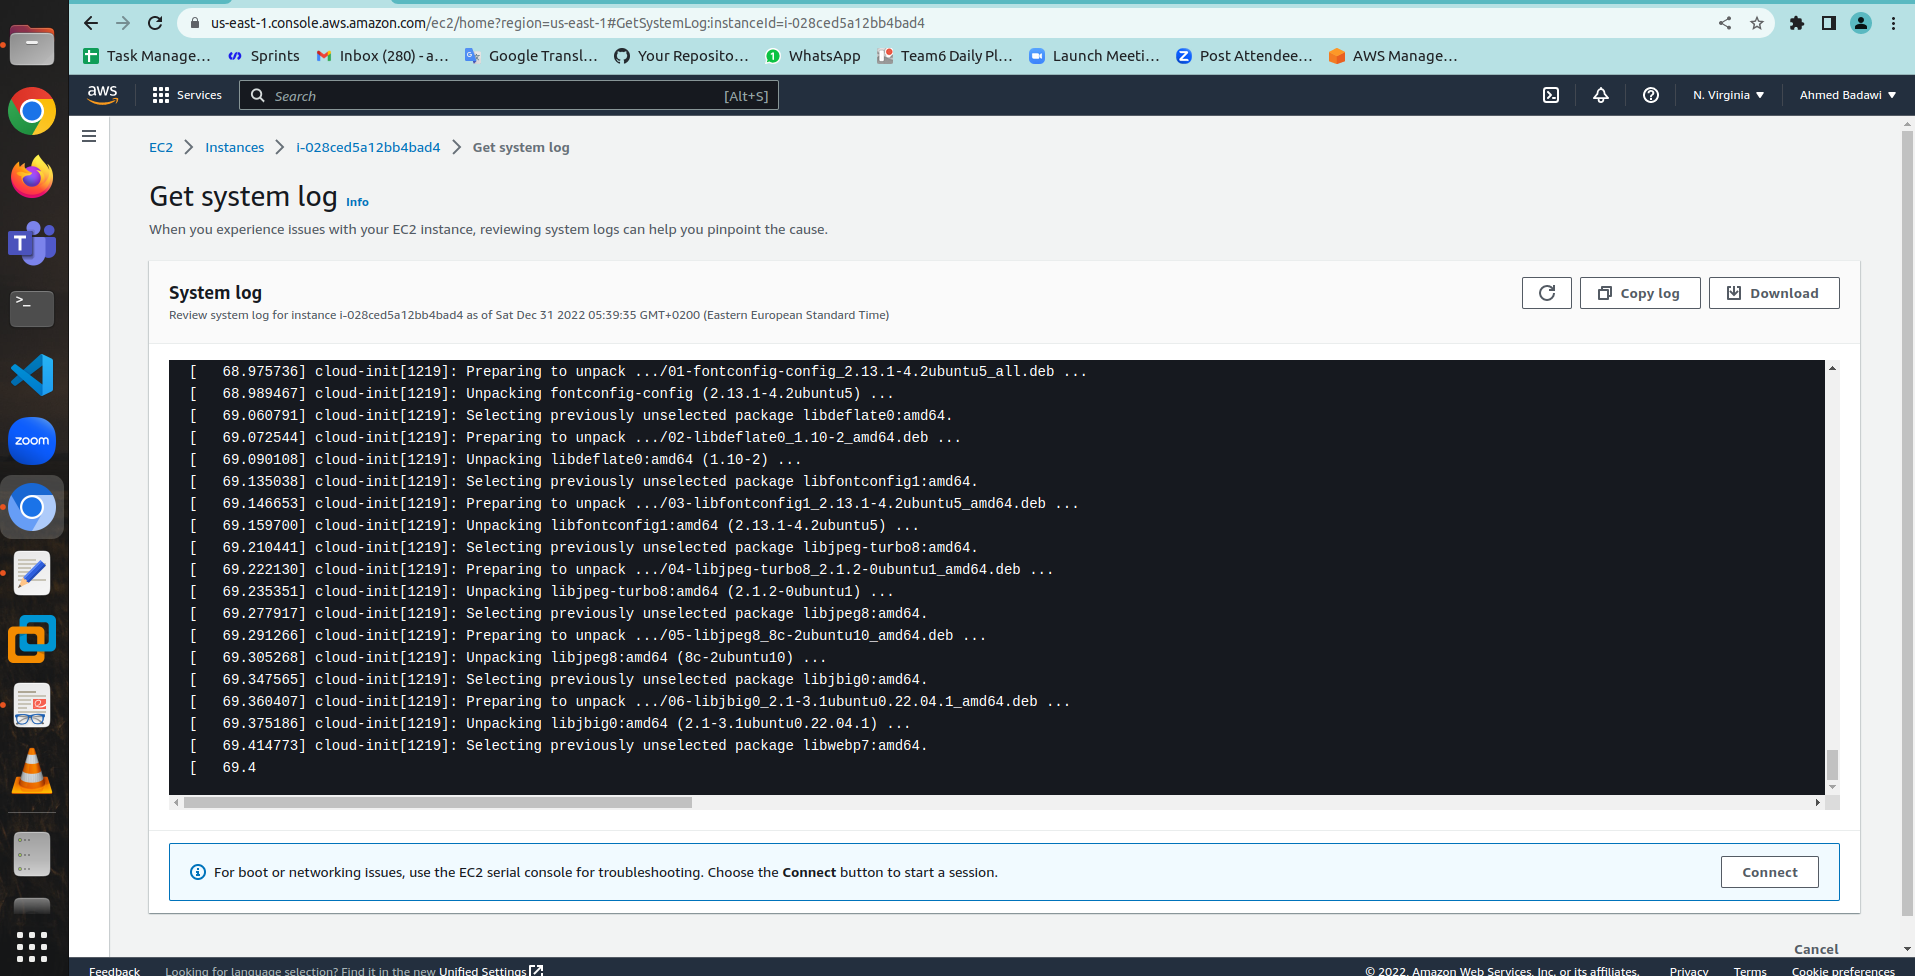 us-east-1.console.aws.amazon.com/ec2/home?region=us-east-1#GetSystemLog:instanceId=i-028ced5a12bb4bad4
Task Manage... Sprints Inbox (280) - a... Google Transl... Your Reposito... 1 WhatsApp Team6 Daily Pl... Launch Meeti... Z Post Attendee... AWS Manage...
aws Services Search [Alt+S] N. Virginia Ahmed Badawi
EC2 Instances i-028ced5a12bb4bad4 Get system log
Get system log Info
When you experience issues with your EC2 instance, reviewing system logs can help you pinpoint the cause.
System log
Copy log Download
Review system log for instance i-028ced5a12bb4bad4 as of Sat Dec 31 2022 05:39:35 GMT+0200 (Eastern European Standard Time)
[   68.975736] cloud-init[1219]: Preparing to unpack .../01-fontconfig-config_2.13.1-4.2ubuntu5_all.deb ...
[   68.989467] cloud-init[1219]: Unpacking fontconfig-config (2.13.1-4.2ubuntu5) ...
[   69.060791] cloud-init[1219]: Selecting previously unselected package libdeflate0:amd64.
[   69.072544] cloud-init[1219]: Preparing to unpack .../02-libdeflate0_1.10-2_amd64.deb ...
[   69.090108] cloud-init[1219]: Unpacking libdeflate0:amd64 (1.10-2) ...
[   69.135038] cloud-init[1219]: Selecting previously unselected package libfontconfig1:amd64.
[   69.146653] cloud-init[1219]: Preparing to unpack .../03-libfontconfig1_2.13.1-4.2ubuntu5_amd64.deb ...
[   69.159700] cloud-init[1219]: Unpacking libfontconfig1:amd64 (2.13.1-4.2ubuntu5) ...
[   69.210441] cloud-init[1219]: Selecting previously unselected package libjpeg-turbo8:amd64.
[   69.222130] cloud-init[1219]: Preparing to unpack .../04-libjpeg-turbo8_2.1.2-0ubuntu1_amd64.deb ...
[   69.235351] cloud-init[1219]: Unpacking libjpeg-turbo8:amd64 (2.1.2-0ubuntu1) ...
[   69.277917] cloud-init[1219]: Selecting previously unselected package libjpeg8:amd64.
[   69.291266] cloud-init[1219]: Preparing to unpack .../05-libjpeg8_8c-2ubuntu10_amd64.deb ...
[   69.305268] cloud-init[1219]: Unpacking libjpeg8:amd64 (8c-2ubuntu10) ...
[   69.347565] cloud-init[1219]: Selecting previously unselected package libjbig0:amd64.
[   69.360407] cloud-init[1219]: Preparing to unpack .../06-libjbig0_2.1-3.1ubuntu0.22.04.1_amd64.deb ...
[   69.375186] cloud-init[1219]: Unpacking libjbig0:amd64 (2.1-3.1ubuntu0.22.04.1) ...
[   69.414773] cloud-init[1219]: Selecting previously unselected package libwebp7:amd64.
[   69.4
For boot or networking issues, use the EC2 serial console for troubleshooting. Choose the Connect button to start a session.
Connect
Cancel
Feedback Looking for language selection? Find it in the new Unified Settings © 2022, Amazon Web Services, Inc. or its affiliates. Privacy Terms Cookie preferences
T
>_
zoom